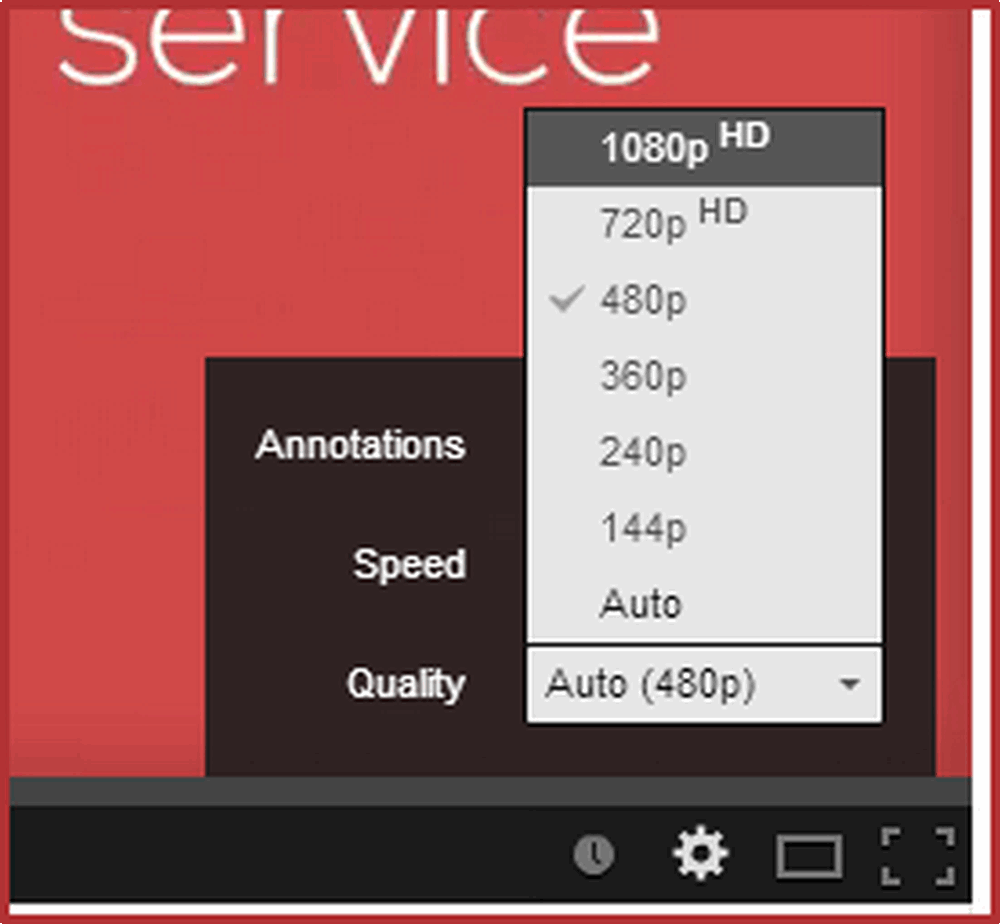 service
1080p HD
720p HD
480p
360p
240p
144p
Auto
Annotations
Speed
Quality
Auto (480p)